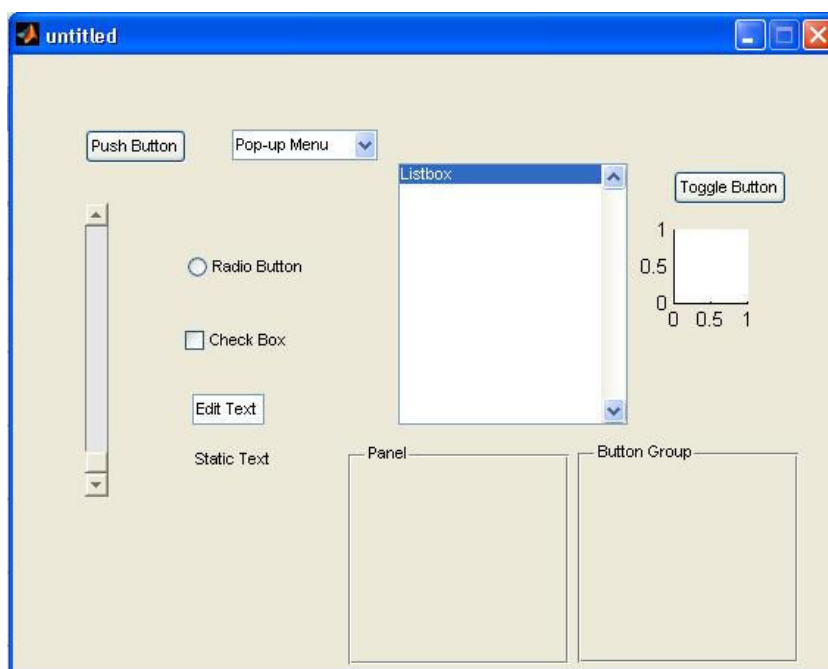 untitled
Push Button
Pop-up Menu
Listbox
Toggle Button
1
0.5
0
0 0.5 1
Radio Button
Check Box
Edit Text
Static Text
Panel
Button Group